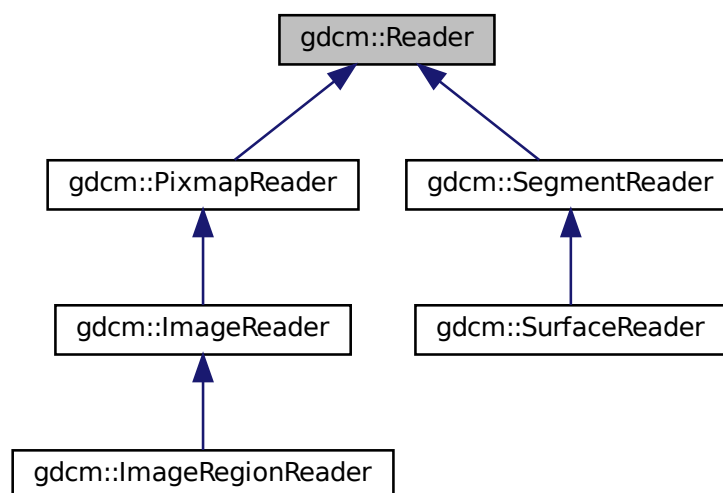 gdcm::Reader
gdcm::PixmapReader
gdcm::SegmentReader
gdcm::ImageReader
gdcm::SurfaceReader
gdcm::ImageRegionReader